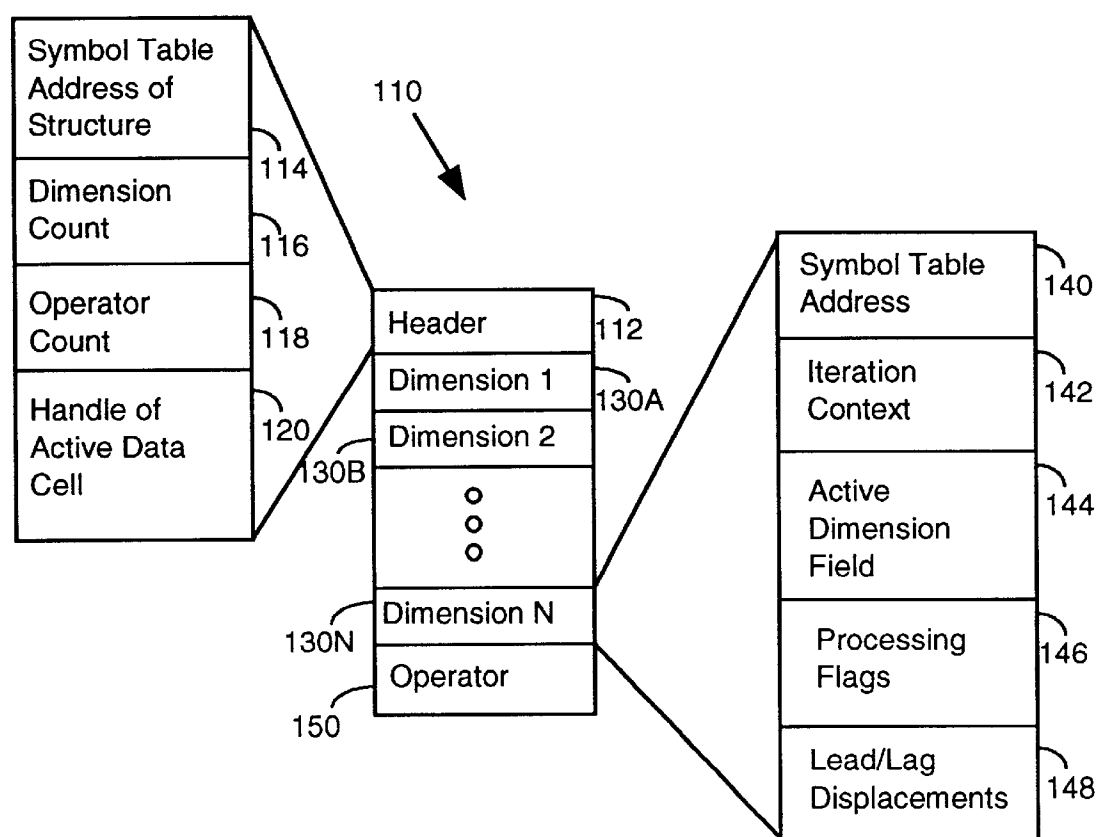 Symbol Table
Address of
Structure
114
Dimension
Count
116
Operator
Count
118
Handle of
Active Data
Cell
120
110
Header
112
Dimension 1
130A
Dimension 2
130B
Dimension N
130N
Operator
150
Symbol Table
Address
140
Iteration
Context
142
Active
Dimension
Field
144
Processing
Flags
146
Lead/Lag
Displacements
148